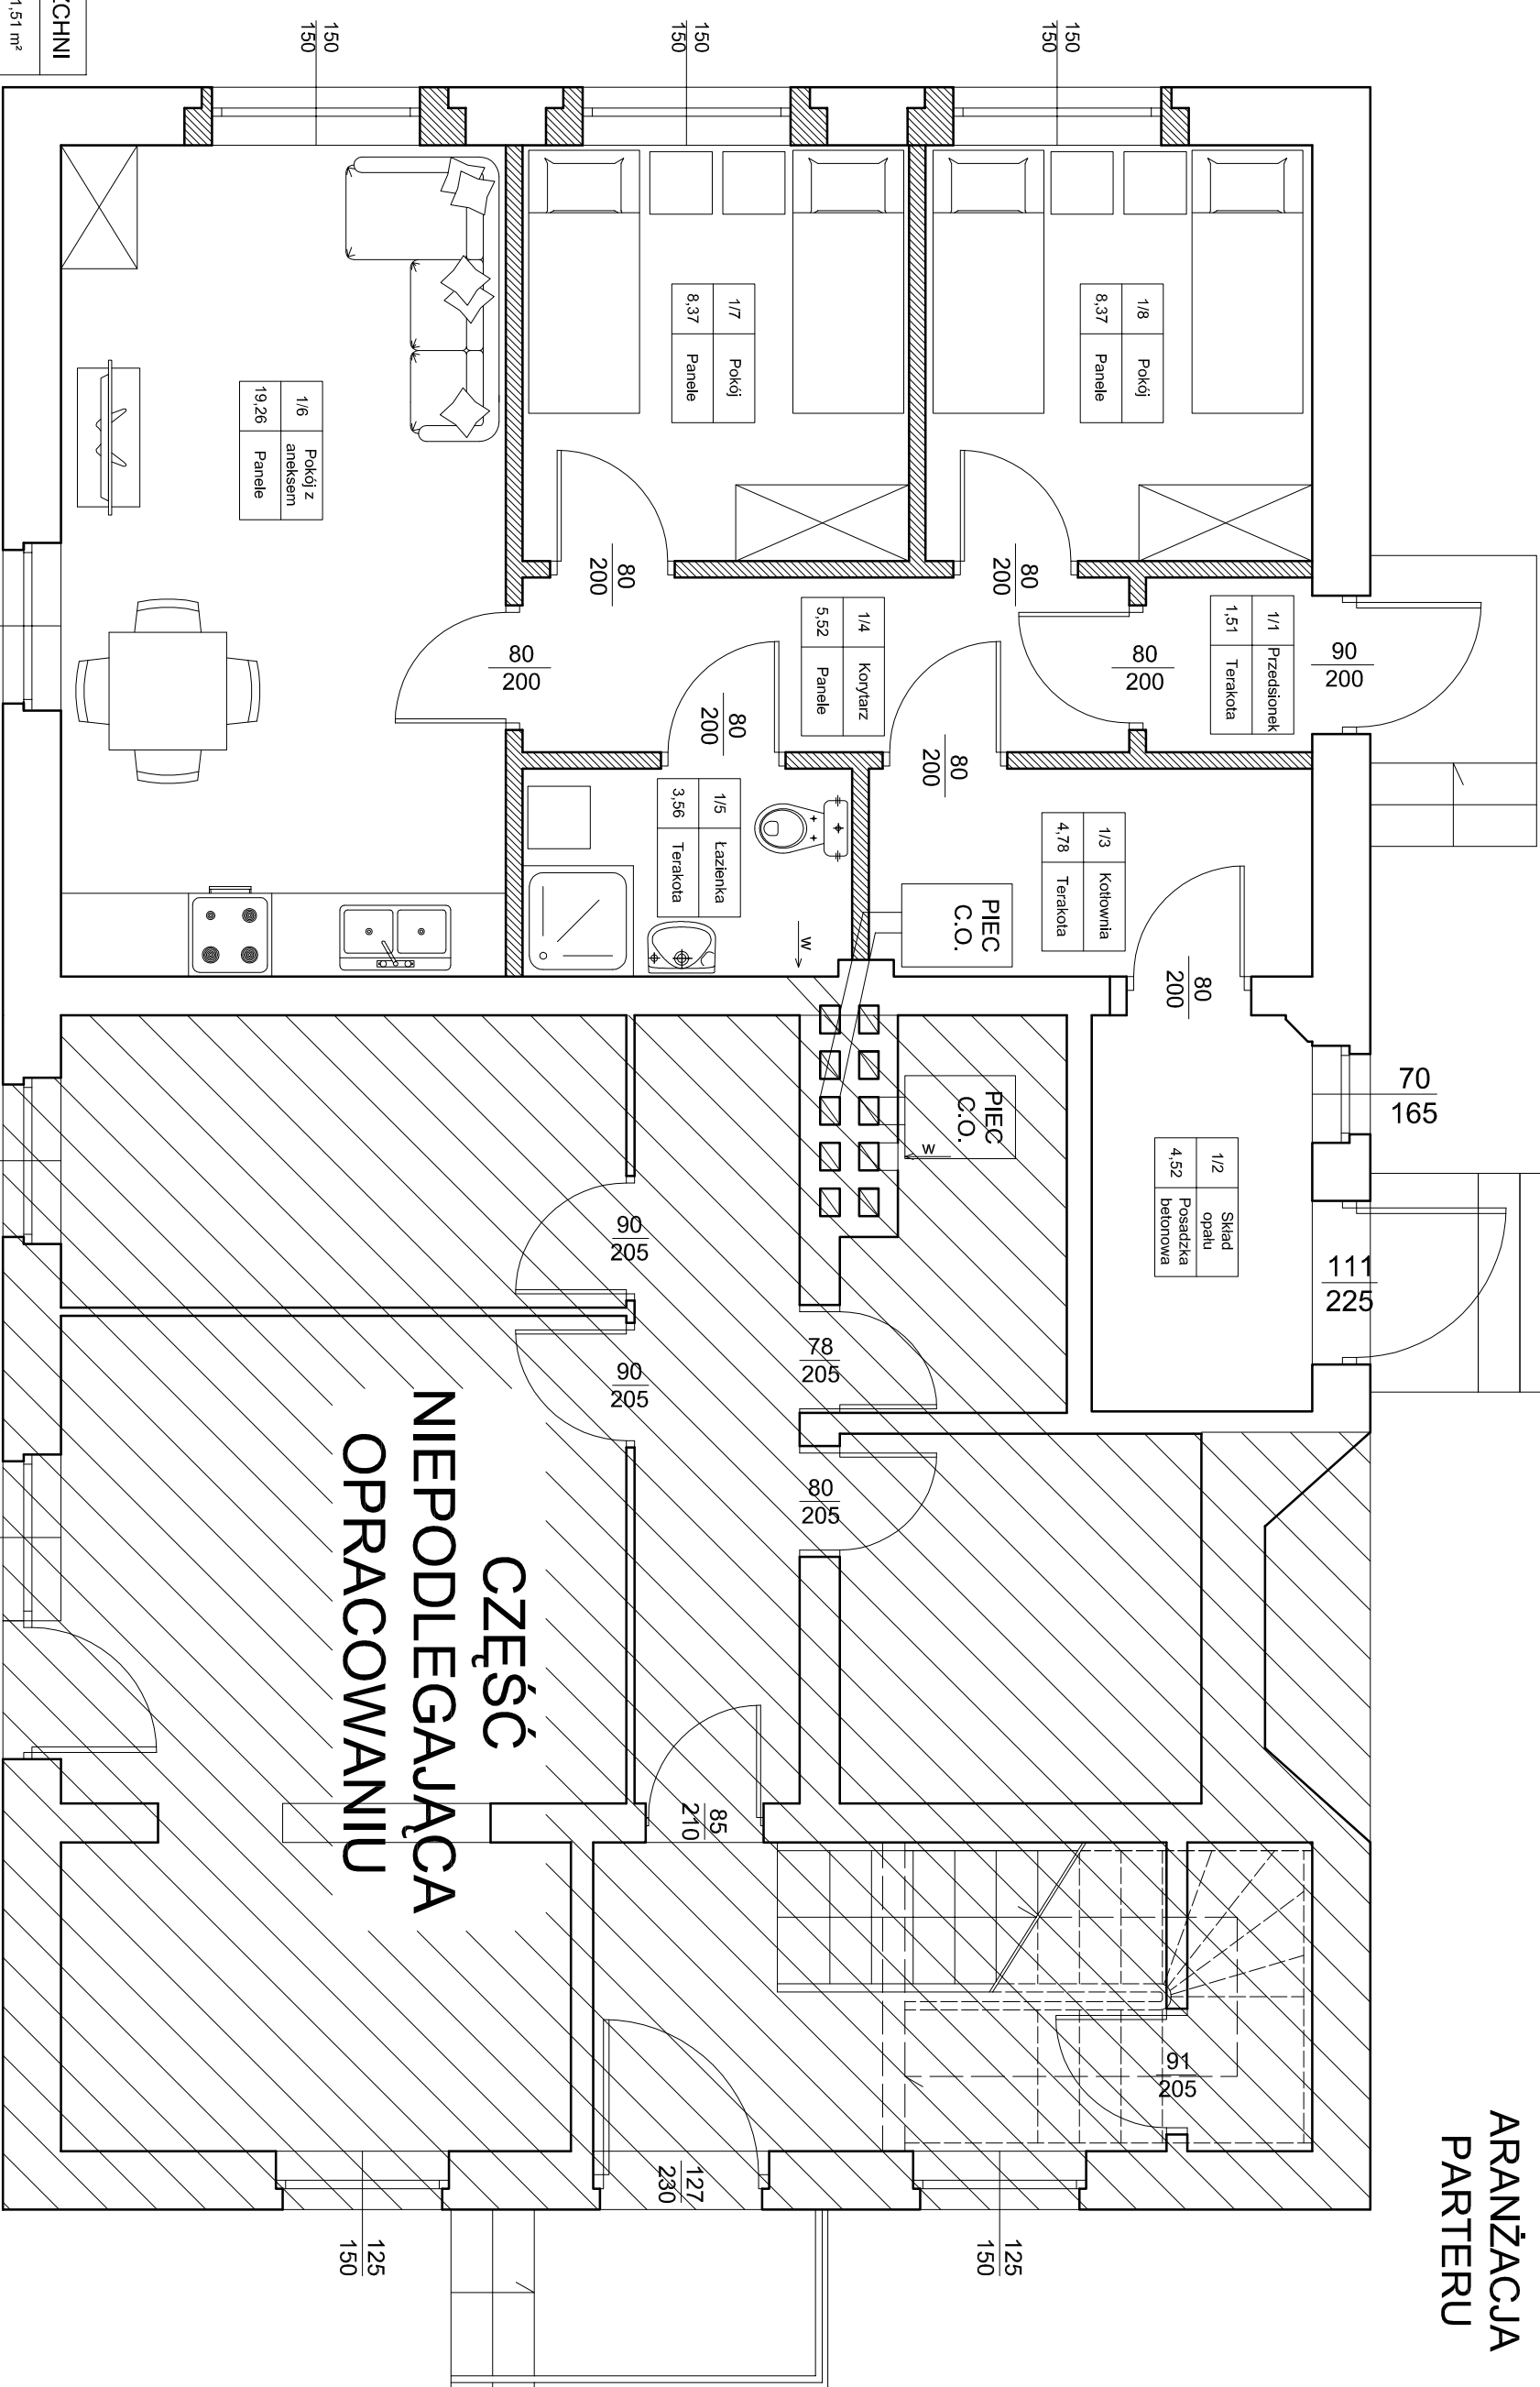 ARANŻACJA
PARTERU
ZCHNI
1,51 m²
150
150
150
150
150
150
1/8 Pokój
8,37 Panele
1/7 Pokój
8,37 Panele
1/6 Pokój z
aneksem
19,26 Panele
80
200
80
200
80
200
80
200
80
200
80
200
90
200
1/1 Przedsionek
1,51 Terakota
1/4 Korytarz
5,52 Panele
1/5 Łazienka
3,56 Terakota
1/3 Kotłownia
4,78 Terakota
PIEC
C.O.
W
80
200
70
165
1/2 Skład
opału
4,52 Posadzka
betonowa
111
225
PIEC
C.O.
W
90
205
90
205
78
205
80
205
CZĘŚĆ
NIEPODLEGAJĄCA
OPRACOWANIU
85
210
91
205
127
230
125
150
125
150